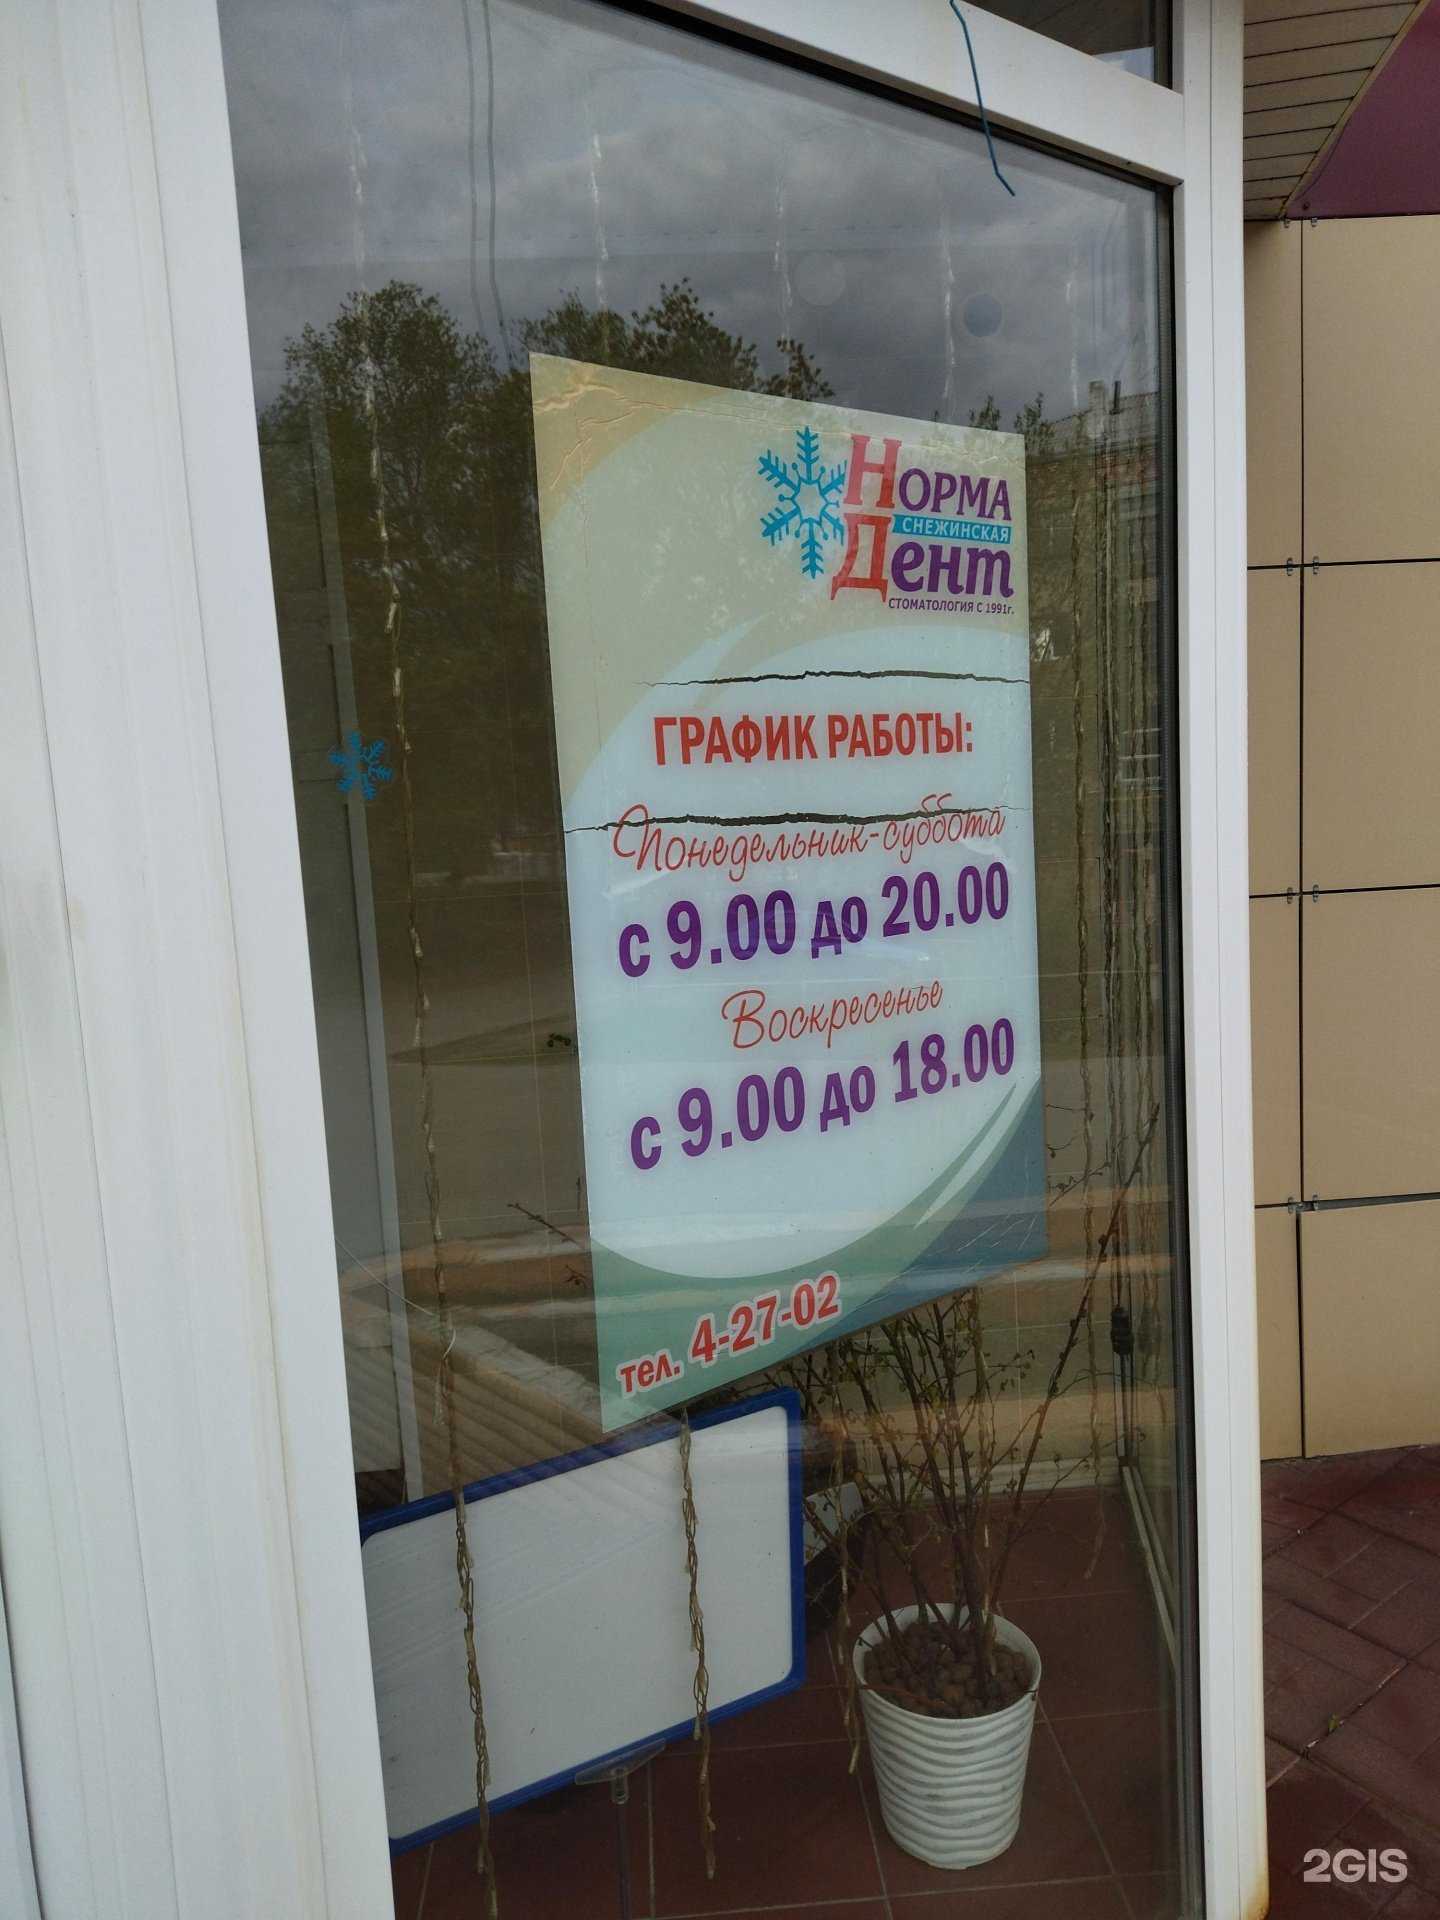 НОРМА
СНЕЖИНСКАЯ
Дент
СТОМАТОЛОГИЯ С 1991г.
ГРАФИК РАБОТЫ:
Понедельник-суббота
с 9.00 до 20.00
Воскресенье
с 9.00 до 18.00
тел. 4-27-02
2GIS